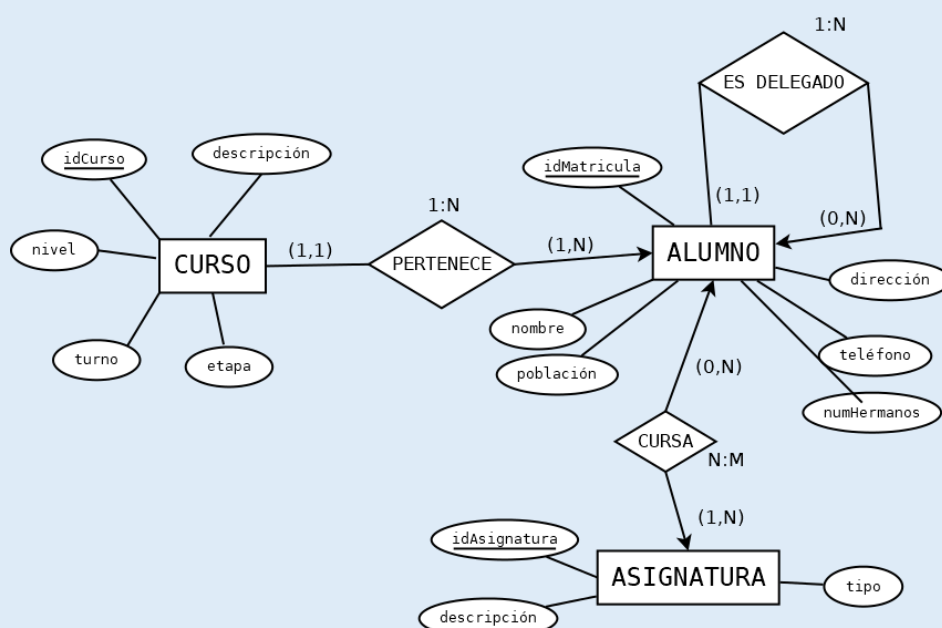 1:N
ES DELEGADO
idCurso
descripción
idMatricula
(1,1)
1:N
(0,N)
nivel
(1,1)
(1,N)
CURSO
PERTENECE
ALUMNO
dirección
nombre
turno
etapa
población
teléfono
(0,N)
numHermanos
CURSA
N:M
(1,N)
idAsignatura
ASIGNATURA
tipo
descripción